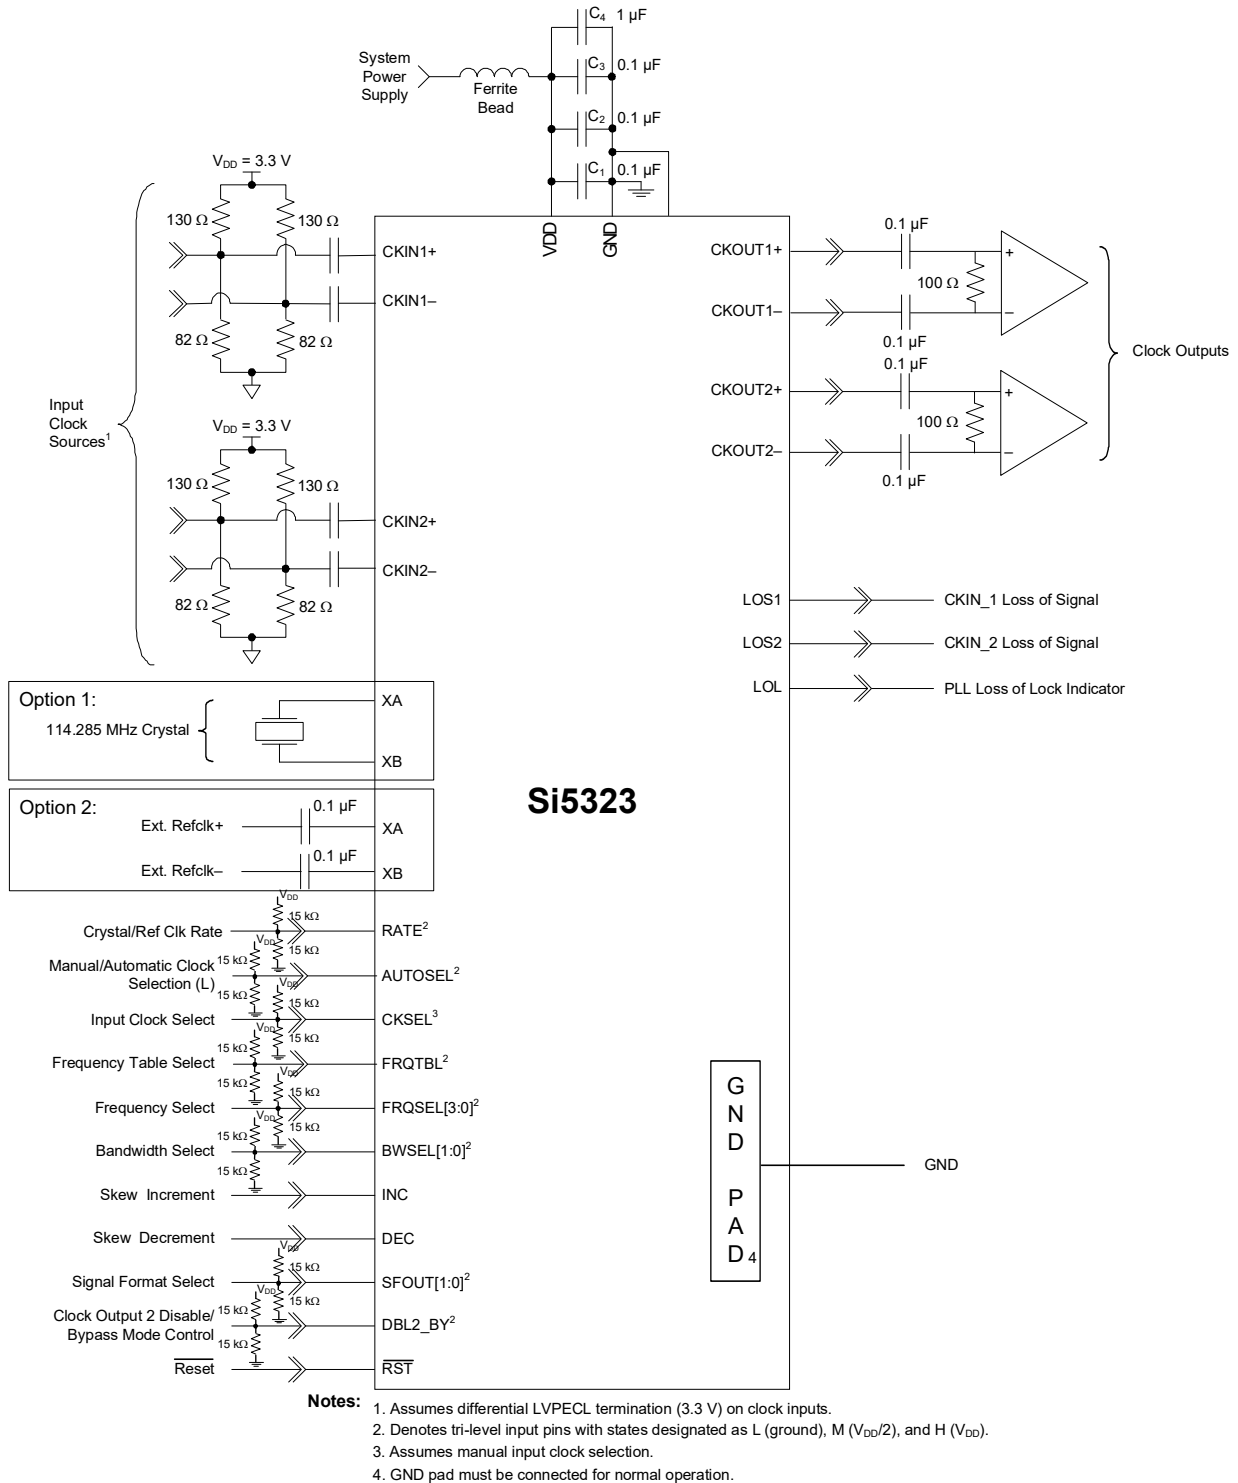 C4 1 µF
System
Power
Supply
Ferrite
Bead
C3 0.1 µF
C2 0.1 µF
C1 0.1 µF
VDD
GND
VDD = 3.3 V
130 Ω
130 Ω
CKIN1+
CKIN1–
82 Ω
82 Ω
Input
Clock
Sources1
VDD = 3.3 V
130 Ω
130 Ω
CKIN2+
CKIN2–
82 Ω
82 Ω
CKOUT1+
0.1 µF
100 Ω
+
–
CKOUT1–
0.1 µF
Clock Outputs
CKOUT2+
0.1 µF
100 Ω
+
–
CKOUT2–
0.1 µF
LOS1 CKIN_1 Loss of Signal
LOS2 CKIN_2 Loss of Signal
LOL PLL Loss of Lock Indicator
Option 1:
114.285 MHz Crystal
XA
XB
Si5323
Option 2:
0.1 µF
Ext. Refclk+ XA
0.1 µF
Ext. Refclk– XB
VDD
15 kΩ
Crystal/Ref Clk Rate RATE2
15 kΩ
VDD
15 kΩ
Manual/Automatic Clock
Selection (L)
AUTOSEL2
15 kΩ
VDD
15 kΩ
Input Clock Select CKSEL3
15 kΩ
VDD
15 kΩ
Frequency Table Select FRQTBL2
15 kΩ
VDD
15 kΩ
Frequency Select FRQSEL[3:0]2
15 kΩ
VDD
15 kΩ
Bandwidth Select BWSEL[1:0]2
15 kΩ
Skew Increment INC
Skew Decrement DEC
VDD
15 kΩ
Signal Format Select SFOUT[1:0]2
15 kΩ
VDD
15 kΩ
Clock Output 2 Disable/
Bypass Mode Control
DBL2_BY2
15 kΩ
Reset RST
GND PAD4
GND
Notes:
1. Assumes differential LVPECL termination (3.3 V) on clock inputs.
2. Denotes tri-level input pins with states designated as L (ground), M (VDD/2), and H (VDD).
3. Assumes manual input clock selection.
4. GND pad must be connected for normal operation.